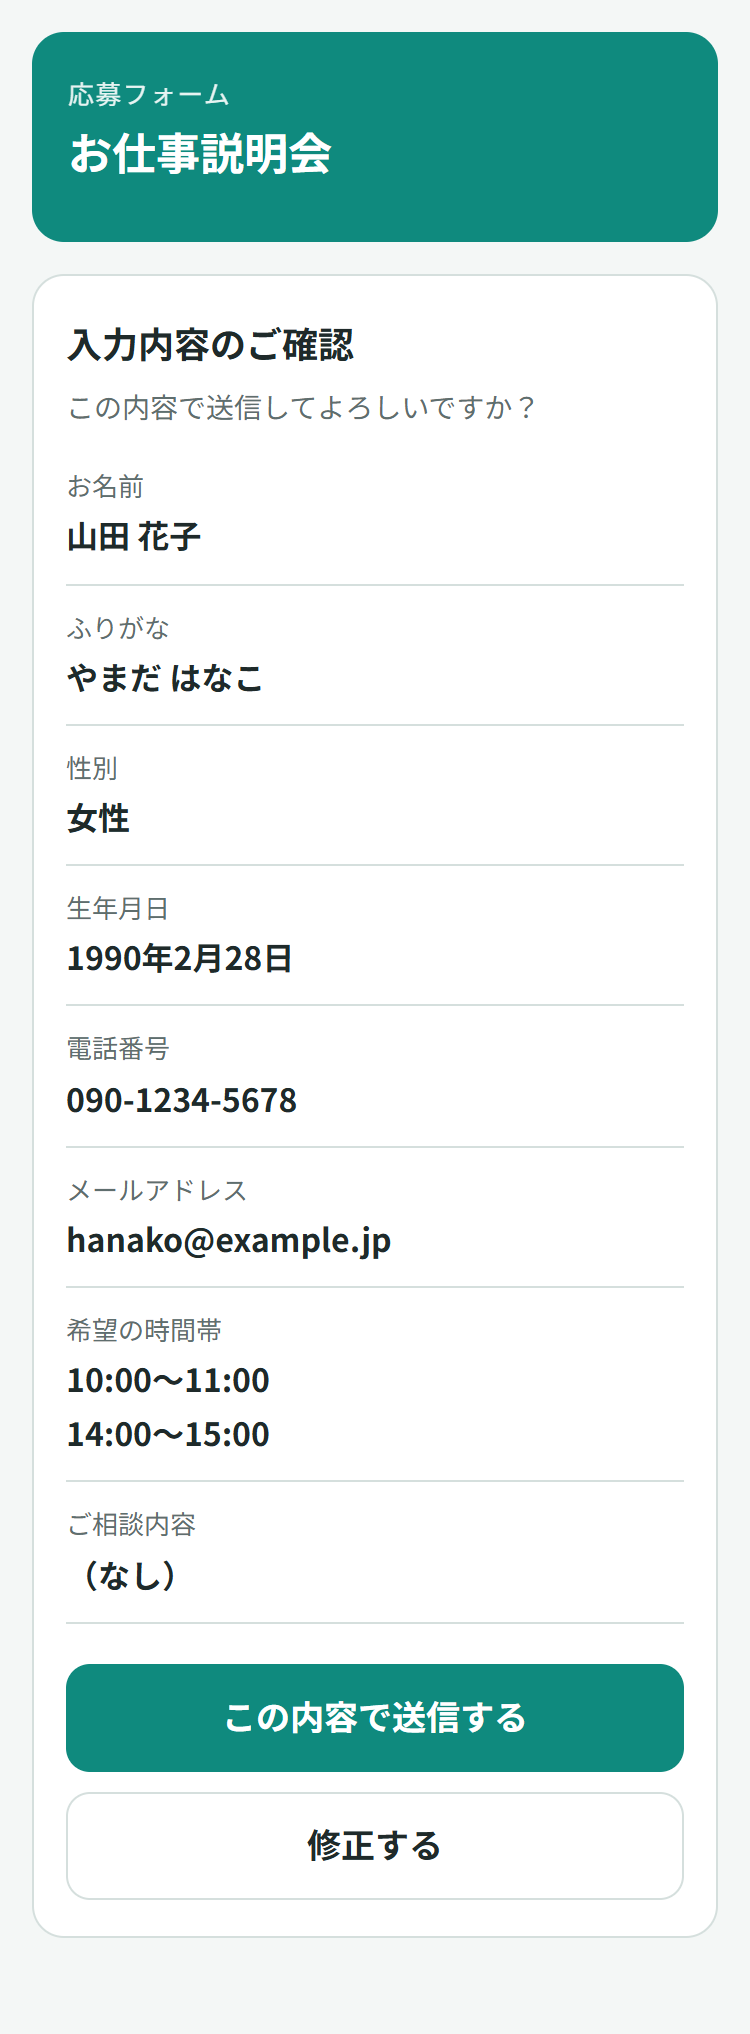 応募フォーム
お仕事説明会
入力内容のご確認
この内容で送信してよろしいですか？
お名前
山田 花子
ふりがな
やまだ はなこ
性別
女性
生年月日
1990年2月28日
電話番号
090-1234-5678
メールアドレス
hanako@example.jp
希望の時間帯
10:00〜11:00
14:00〜15:00
ご相談内容
（なし）
この内容で送信する
修正する